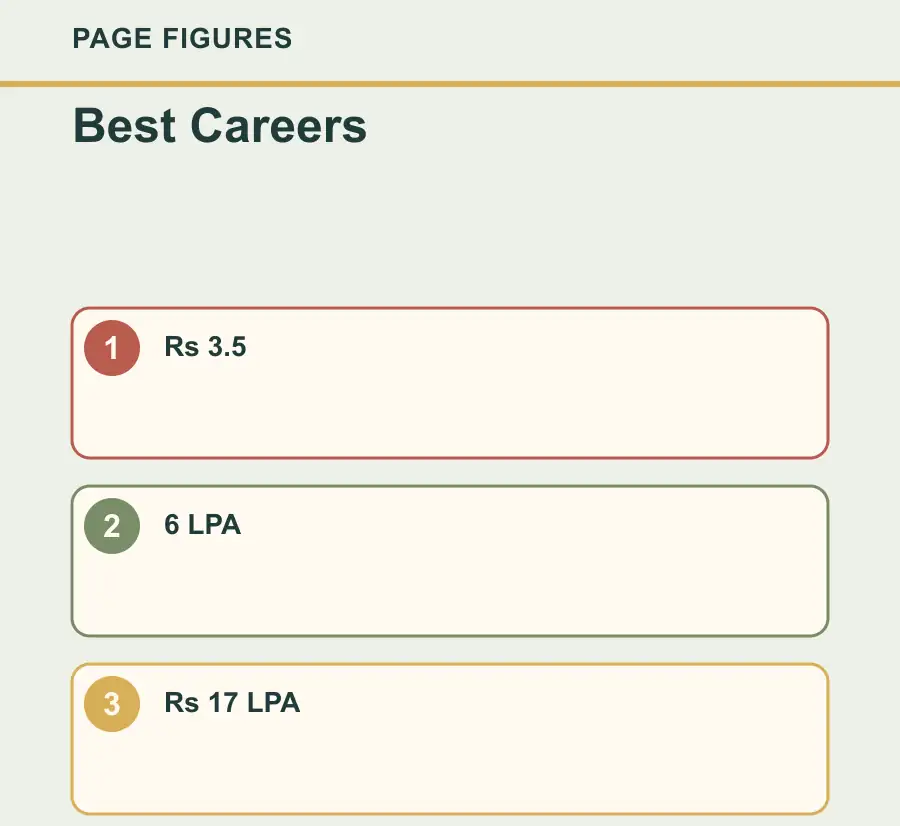 PAGE FIGURES
Best Careers
1 Rs 3.5
2 6 LPA
3 Rs 17 LPA